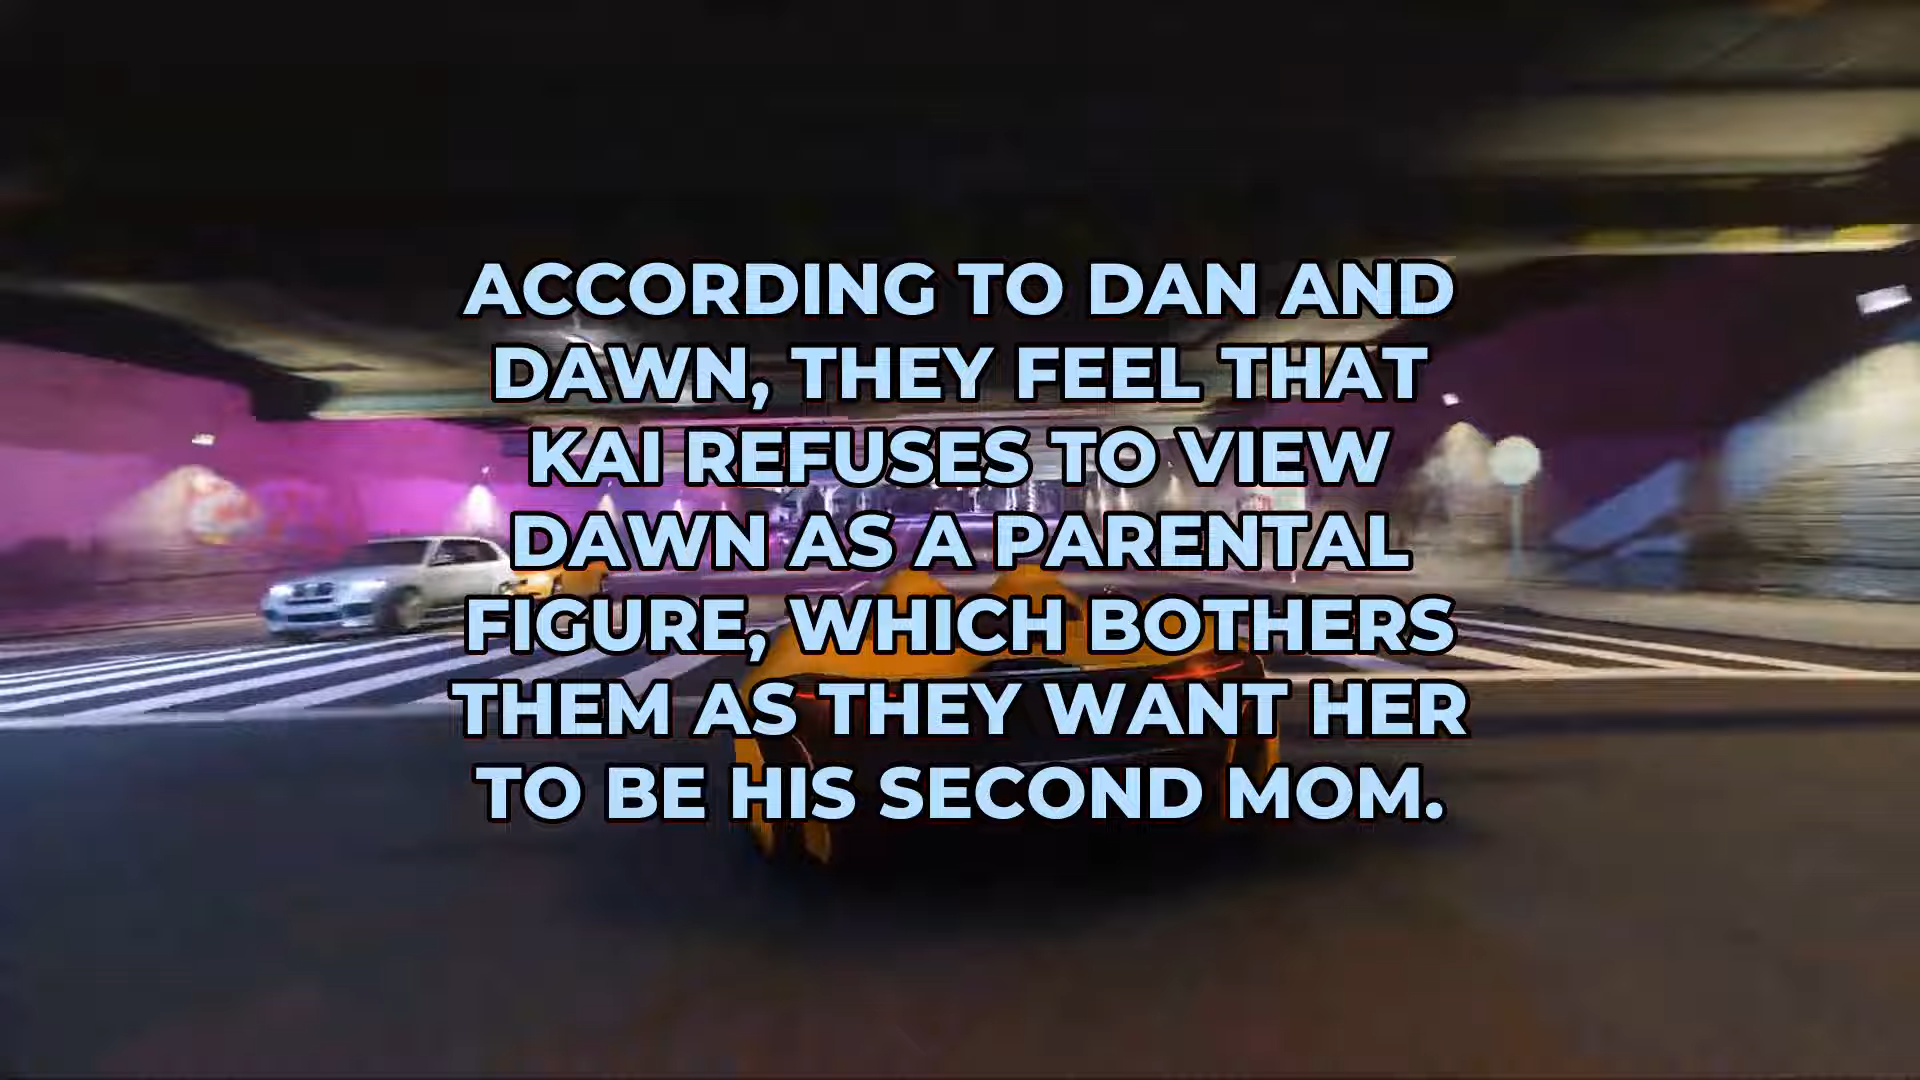 ACCORDING TO DAN AND
DAWN, THEY FEEL THAT
KAI REFUSES TO VIEW
DAWN AS A PARENTAL
FIGURE, WHICH BOTHERS
THEM AS THEY WANT HER
TO BE HIS SECOND MOM.